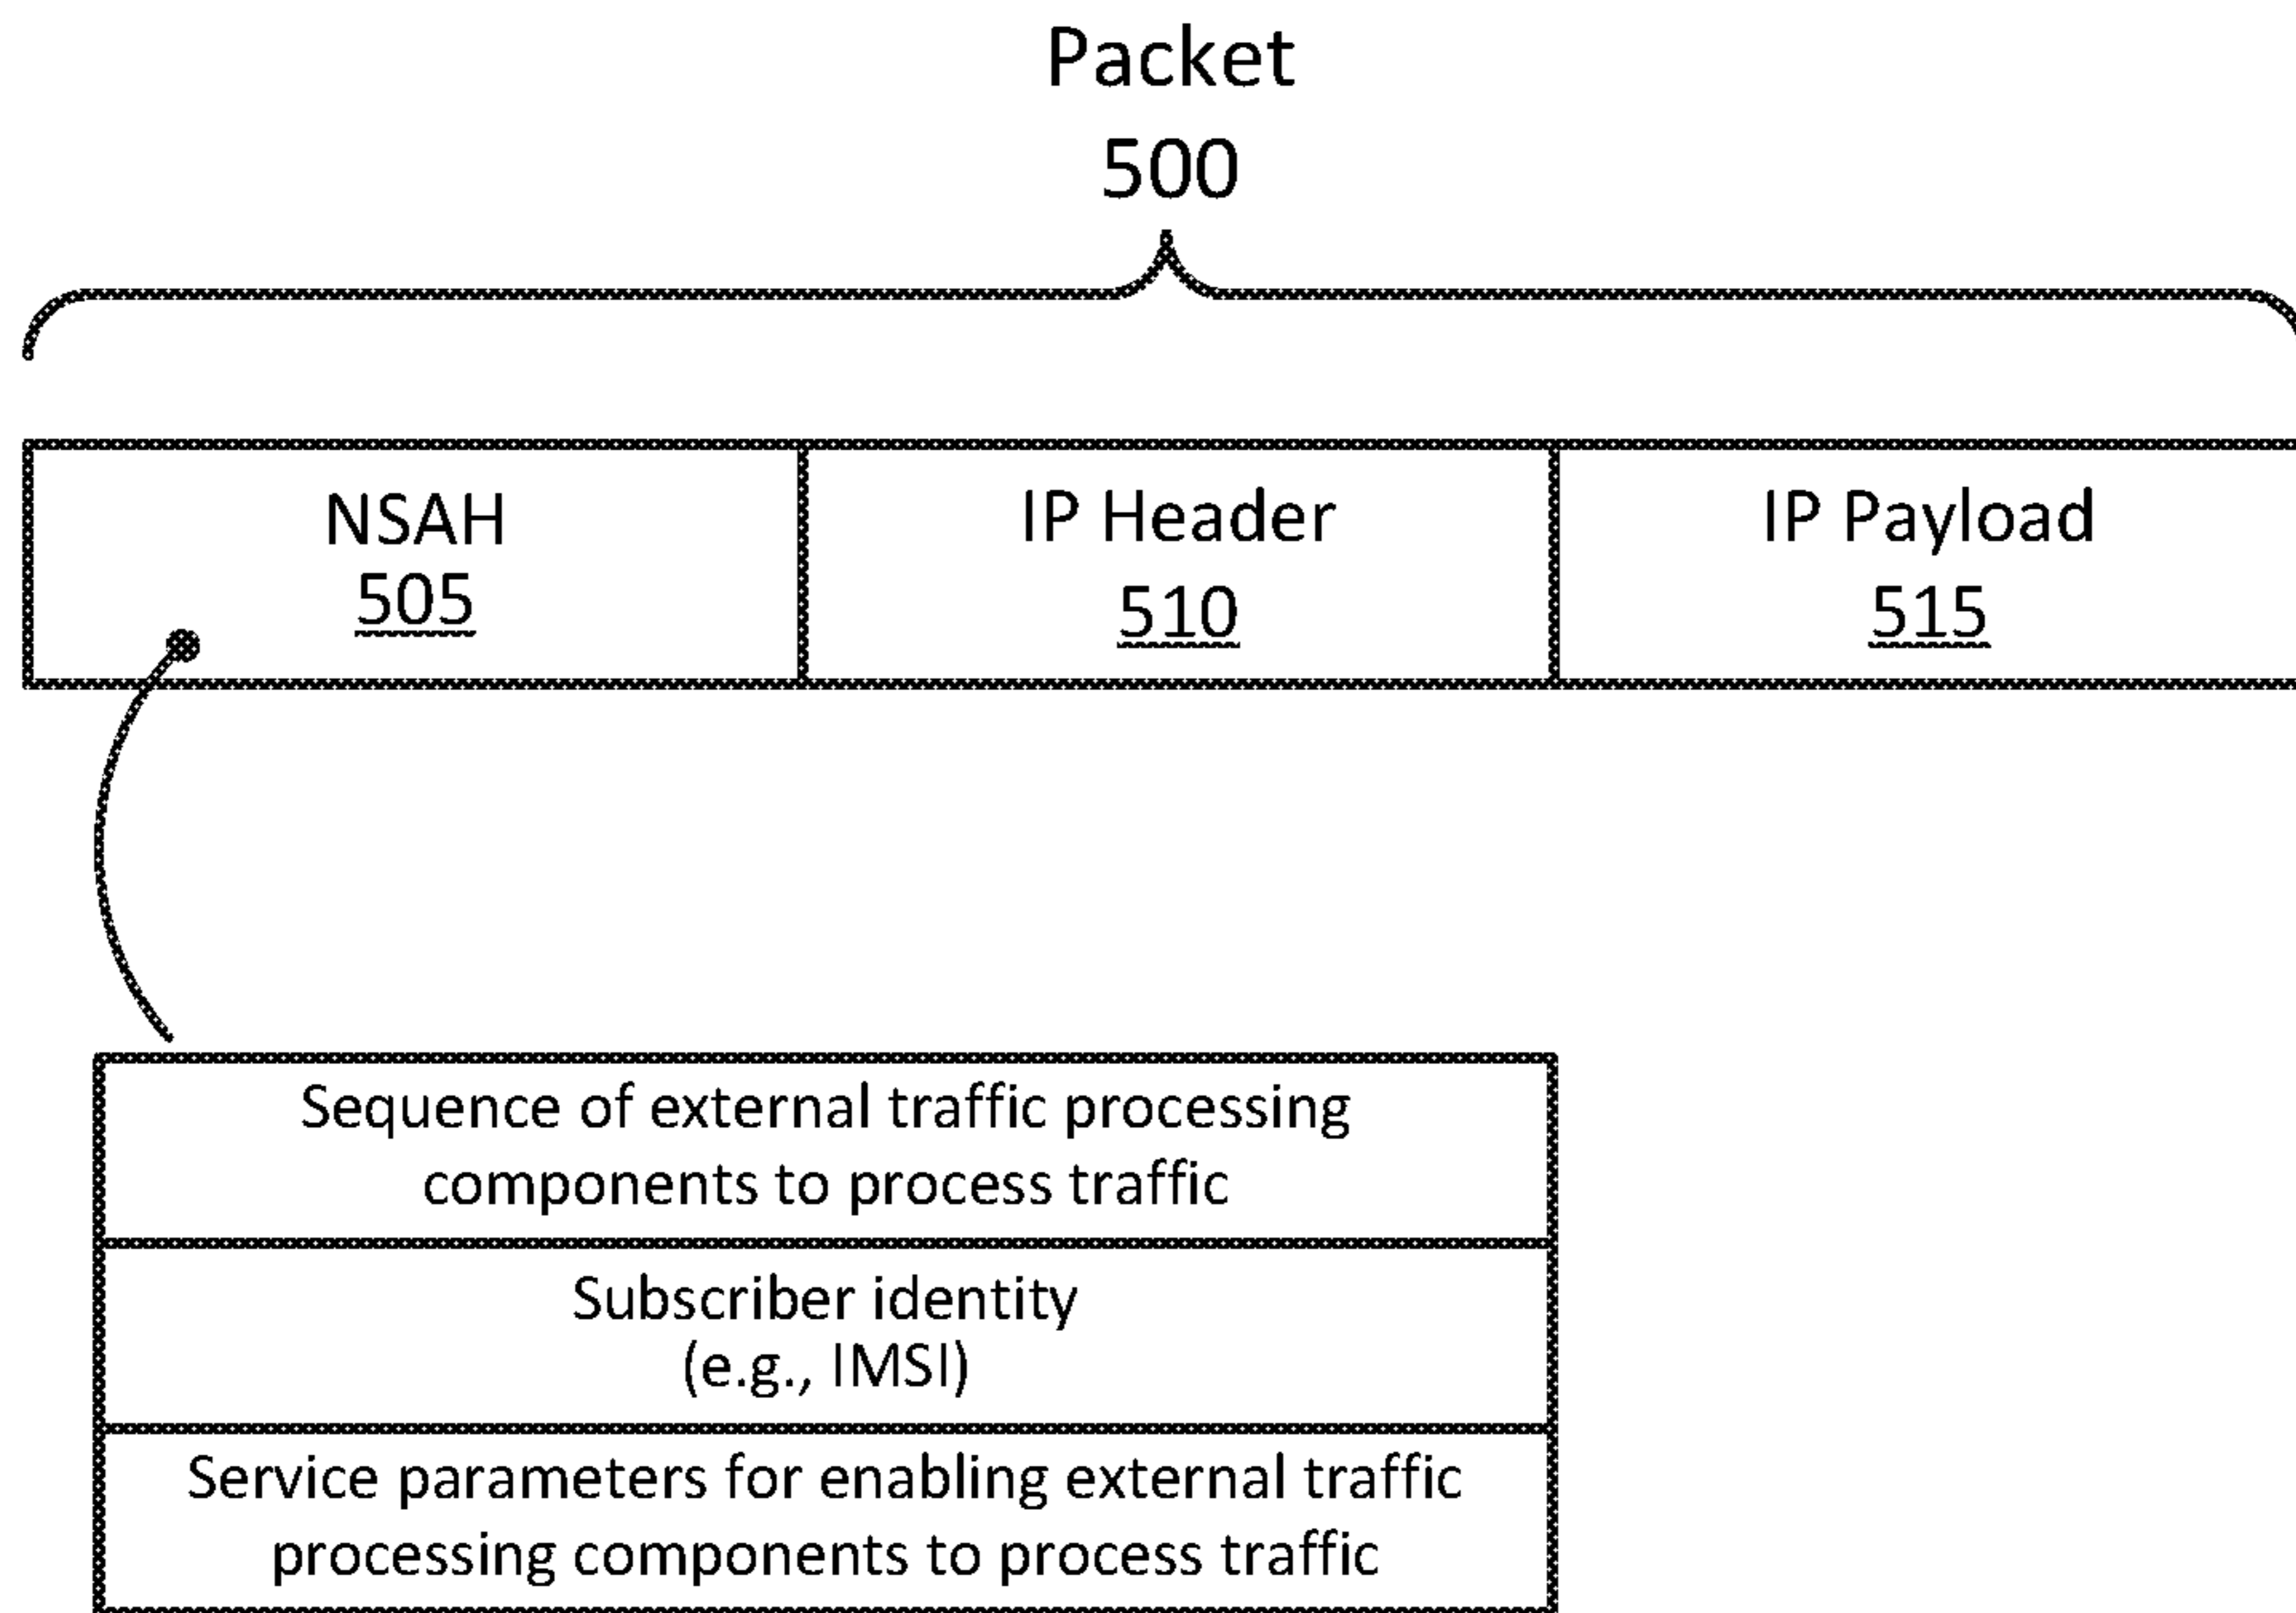 Packet
500
NSAH
505
IP Header
510
IP Payload
515
Sequence of external traffic processing
components to process traffic
Subscriber identity
(e.g., IMSI)
Service parameters for enabling external traffic
processing components to process traffic